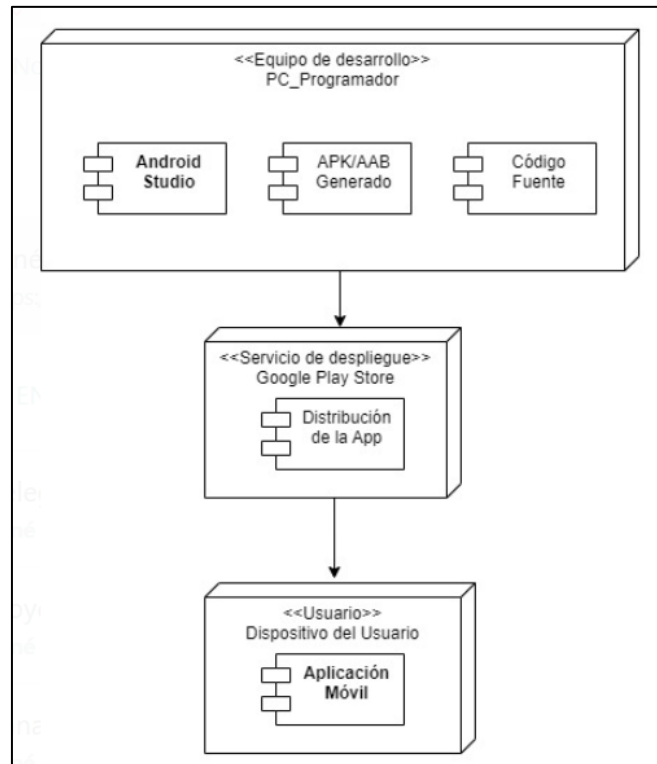 <<Equipo de desarrollo>>
PC_Programador
Android
Studio
APK/AAB
Generado
Código
Fuente
<<Servicio de despliegue>>
Google Play Store
Distribución
de la App
<<Usuario>>
Dispositivo del Usuario
Aplicación
Móvil